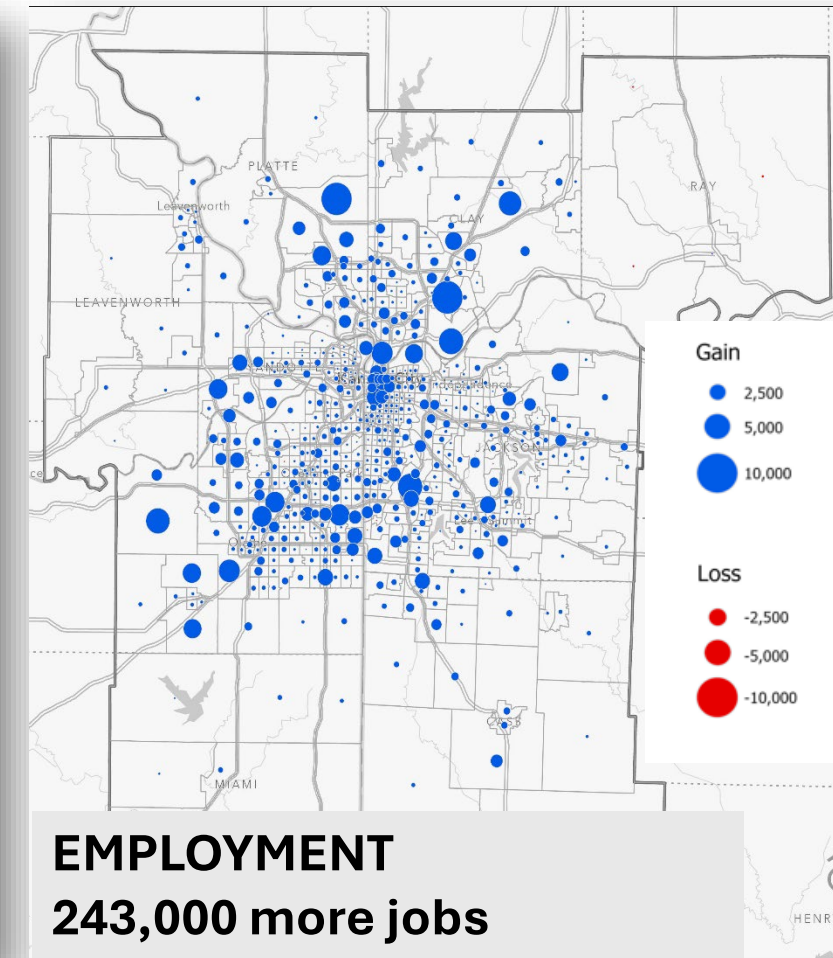 PLATTE
Leavenworth
RAY
CLAY
LEAVENWORTH
Gain
2,500
5,000
10,000
JACKSON
Loss
-2,500
-5,000
-10,000
CASS
MIAMI
EMPLOYMENT
243,000 more jobs
HENR